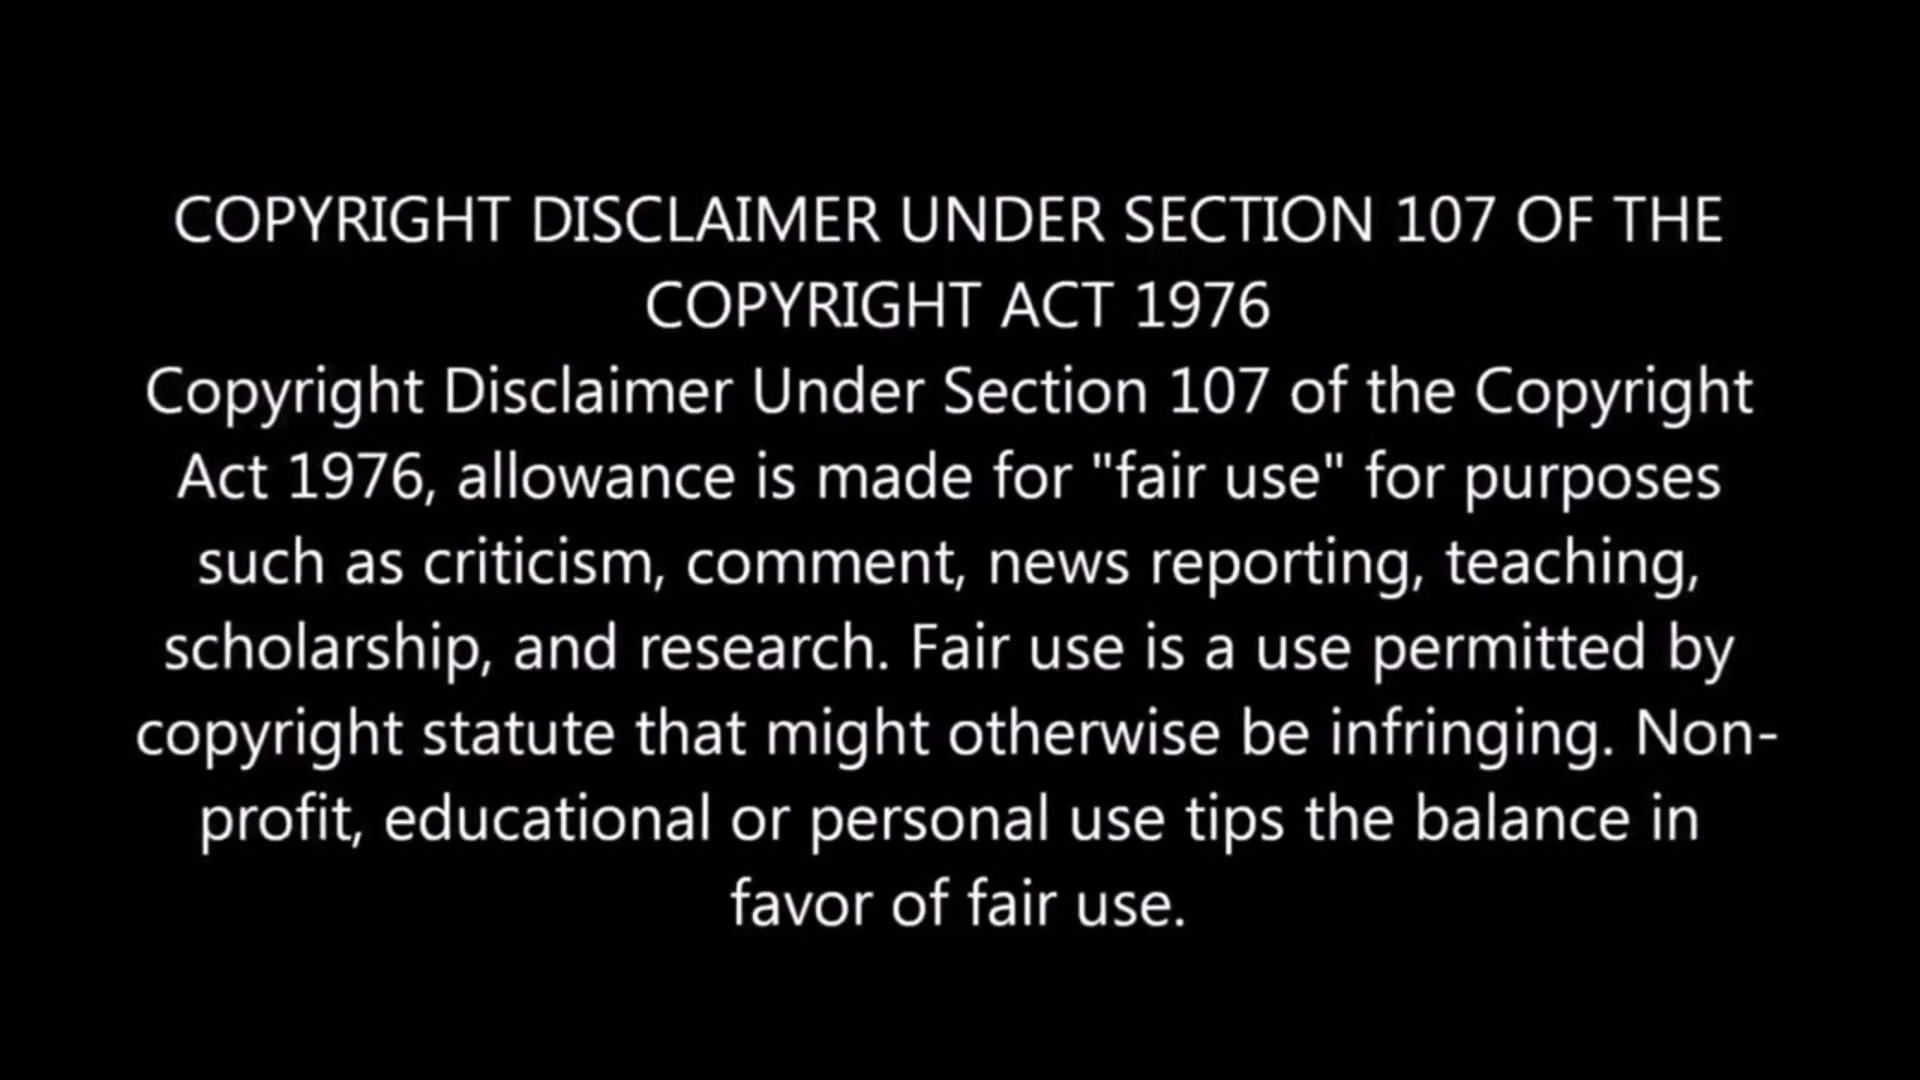 COPYRIGHT DISCLAIMER UNDER SECTION 107 OF THE
COPYRIGHT ACT 1976
Copyright Disclaimer Under Section 107 of the Copyright
Act 1976, allowance is made for "fair use" for purposes
such as criticism, comment, news reporting, teaching,
scholarship, and research. Fair use is a use permitted by
copyright statute that might otherwise be infringing. Non-
profit, educational or personal use tips the balance in
favor of fair use.